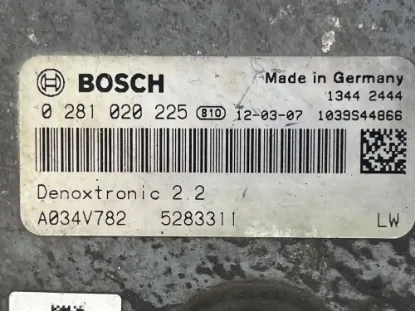 BOSCH
Made in Germany
1344 2444
0 281 020 225 810 12-03-07 1039S44866
Denoxtronic 2.2
A034V782 5283311 LW